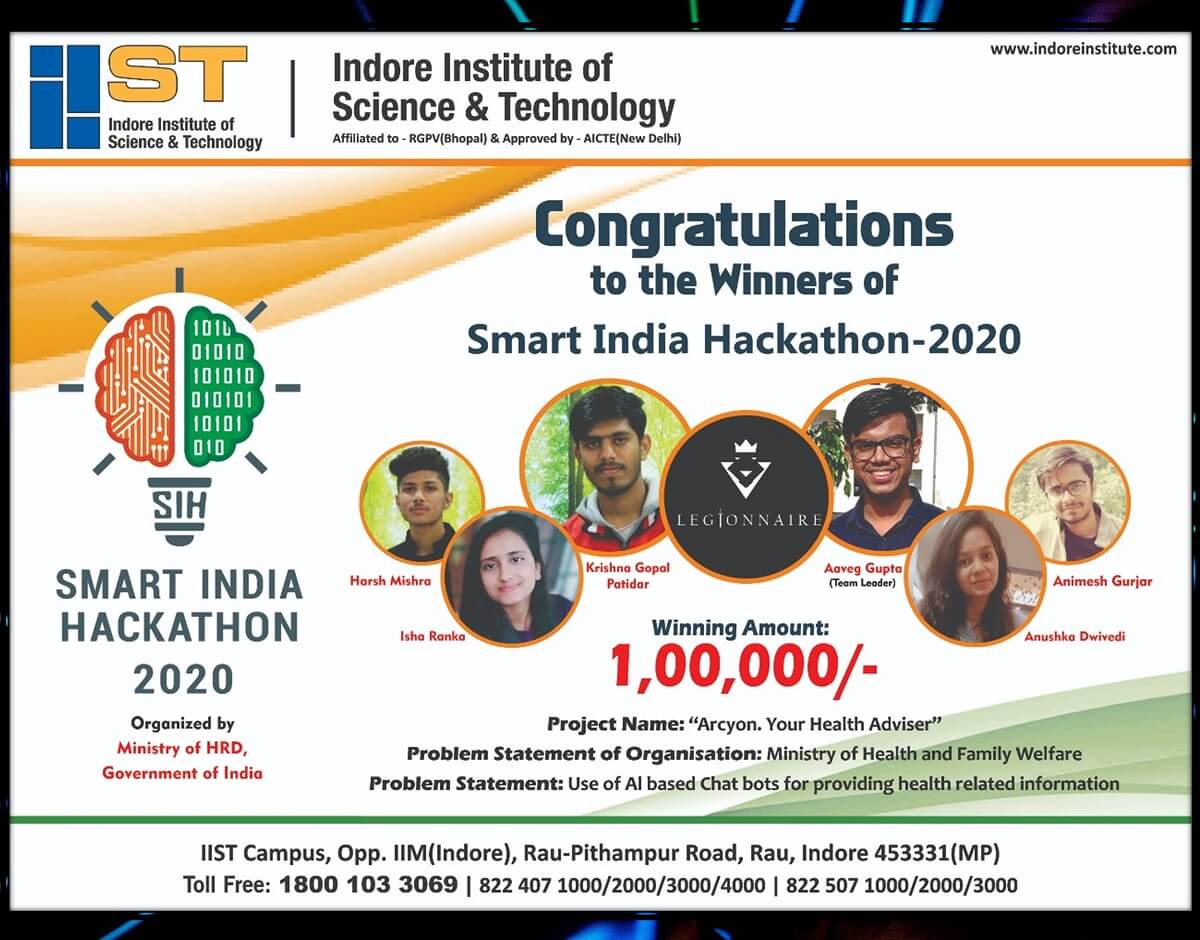 IIST
Indore Institute of
Science & Technology
Indore Institute of
Science & Technology
Affiliated to - RGPV(Bhopal) & Approved by - AICTE(New Delhi)
www.indoreinstitute.com
Congratulations
to the Winners of
Smart India Hackathon-2020
101
01010
101010
010101
10101
010
SIH
SMART INDIA
HACKATHON
2020
Organized by
Ministry of HRD,
Government of India
LEGIONNAIRE
Harsh Mishra
Isha Ranka
Krishna Gopal
Patidar
Aaveg Gupta
(Team Leader)
Anushka Dwivedi
Animesh Gurjar
Winning Amount:
1,00,000/-
Project Name: “Arcyon. Your Health Adviser”
Problem Statement of Organisation: Ministry of Health and Family Welfare
Problem Statement: Use of AI based Chat bots for providing health related information
IIST Campus, Opp. IIM(Indore), Rau-Pithampur Road, Rau, Indore 453331(MP)
Toll Free: 1800 103 3069 | 822 407 1000/2000/3000/4000 | 822 507 1000/2000/3000